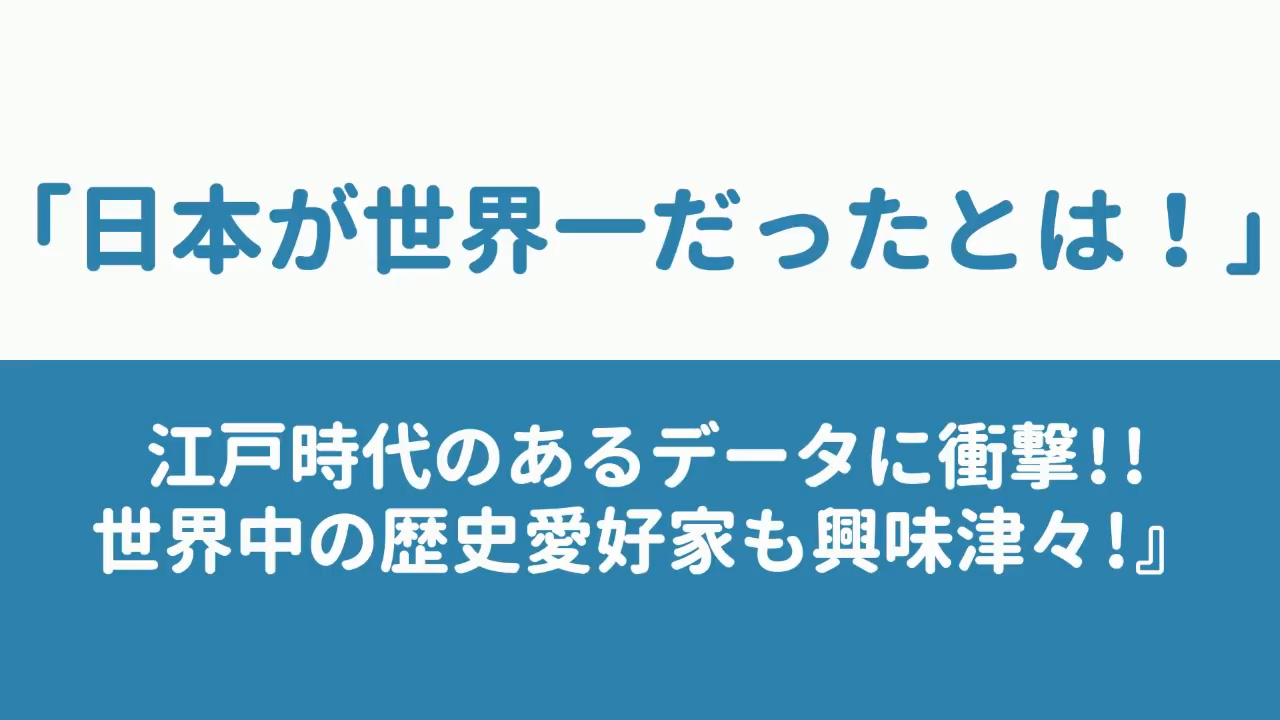 「日本が世界一だったとは！」
江戸時代のあるデータに衝撃!!
世界中の歴史愛好家も興味津々!』